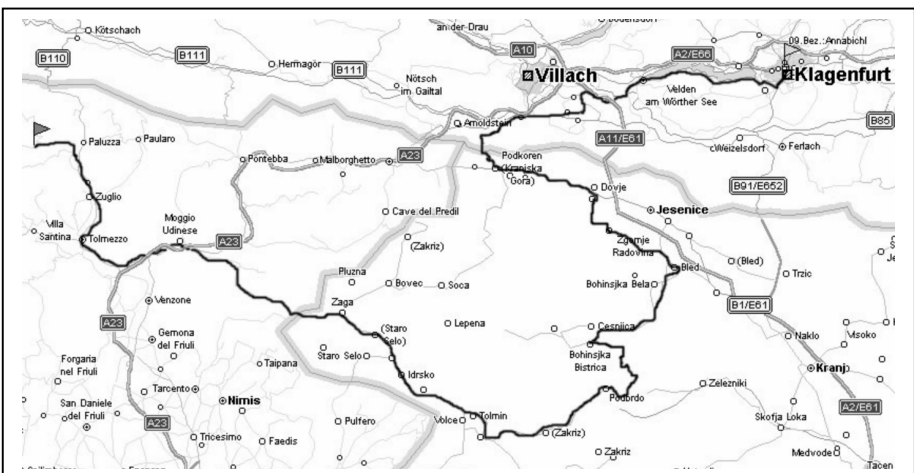 an der Drau
Bodensdorf
Kötschach
09.Bez.:Annabichl
A10
A2/E66
B110
B111
Hermagor
B111
Villach
Klagenfurt
Nötsch
im Gailtal
Velden
am Wörther See
Arnoldstein
B85
A11/E61
Paluzza
Paularo
cWeizelsdorf
Ferlach
Pontebba
Malborghetto
A23
Podkoren
(Kranjska
Gora)
B91/E652
Zuglio
Dovje
Cave del Predil
Jesenice
Villa
Santina
Moggio
Udinese
Tolmezzo
A23
(Zakriz)
Zgornje
Radovina
(Bled)
Bled
Pluzna
Trzic
Bovec
Soca
Bohinjska Bela
Venzone
Zaga
B1/E61
A23
Lepena
Cesnjica
Gemona
del Friuli
(Staro
Selo)
Naklo
Visoko
Staro Selo
Bohinjska
Bistrica
Forgaria
nel Friuli
Taipana
Kranj
Idrsko
Zelezniki
Tarcento
Podbrdo
Nimis
San Daniele
del Friuli
A2/E61
Tolmin
Volce
Skofja Loka
A23
Pulfero
Tricesimo
Faedis
(Zakriz)
Zakriz
Medvode
Tacen